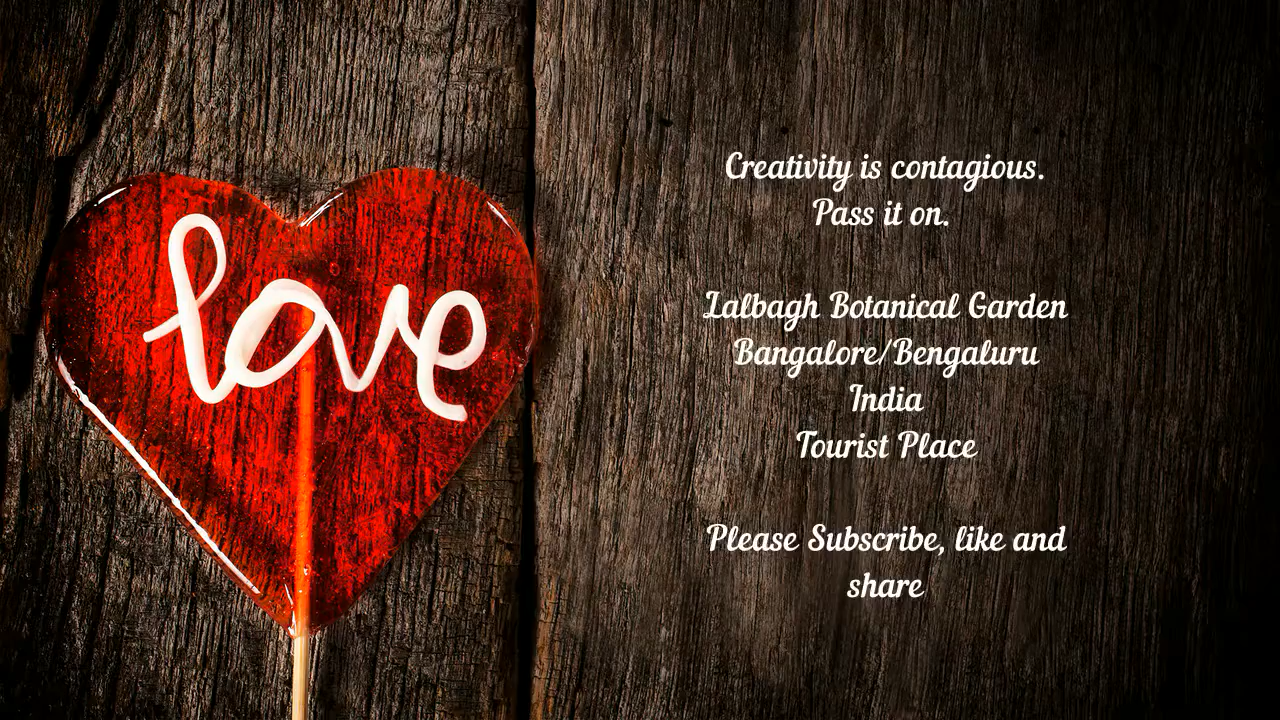 love
Creativity is contagious.
Pass it on.
Lalbagh Botanical Garden
Bangalore/Bengaluru
India
Tourist Place
Please Subscribe, like and
share